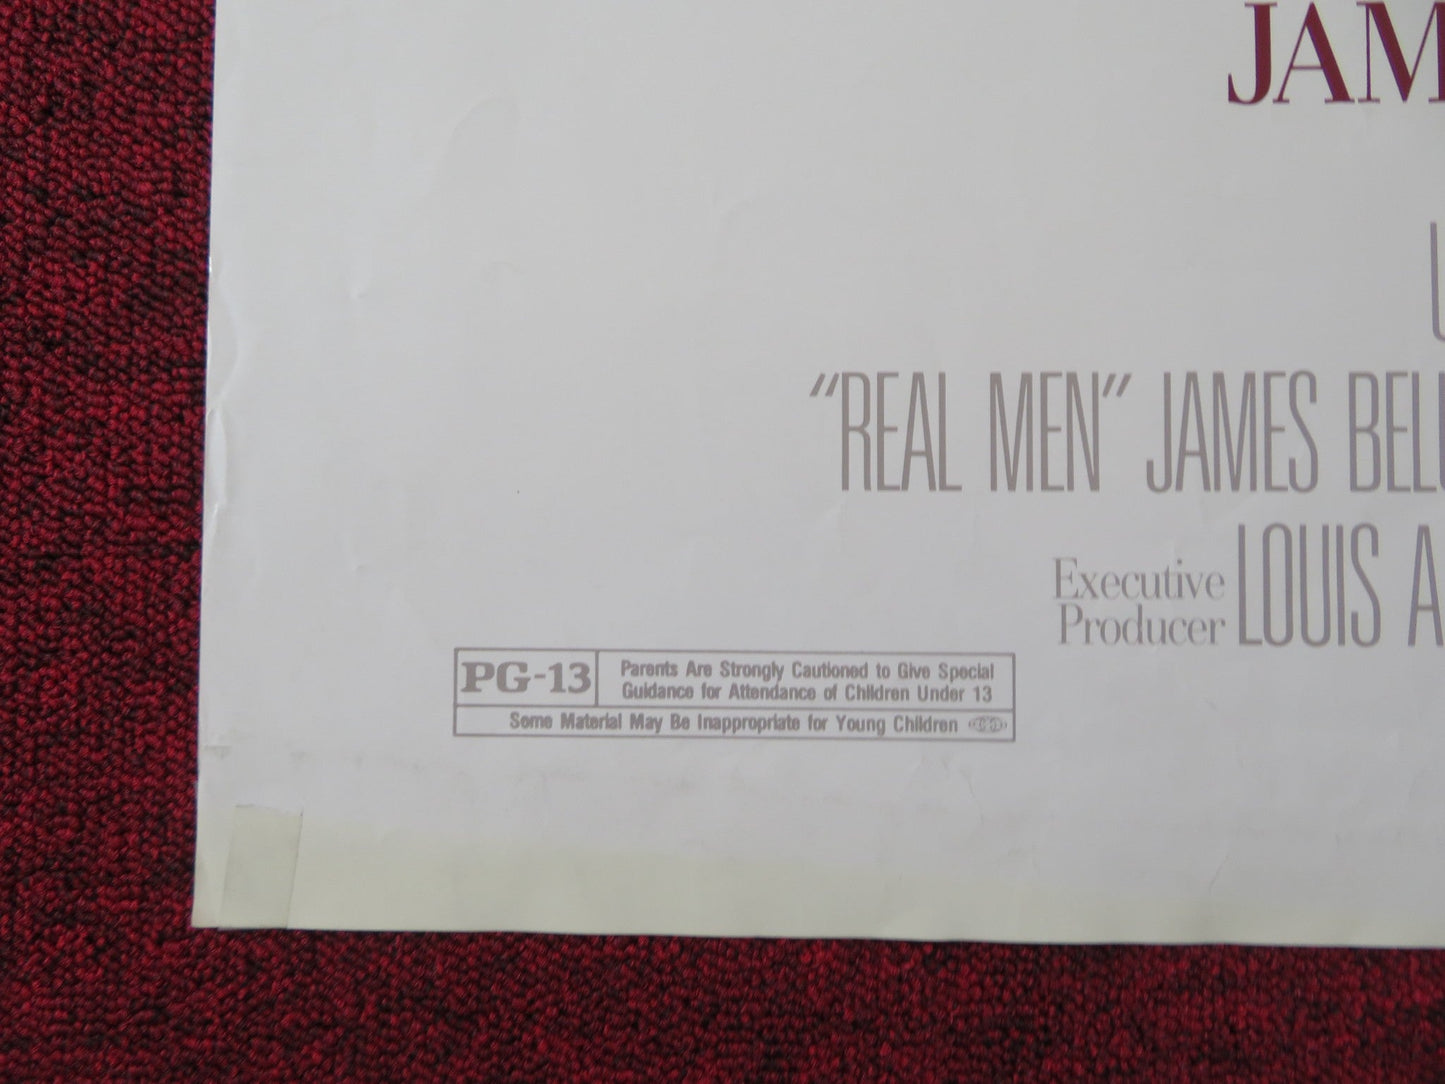 JAM
"REAL MEN" JAMES BEL
Executive
Producer LOUIS A
PG-13
Parents Are Strongly Cautioned to Give Special
Guidance for Attendance of Children Under 13
Some Material May Be Inappropriate for Young Children